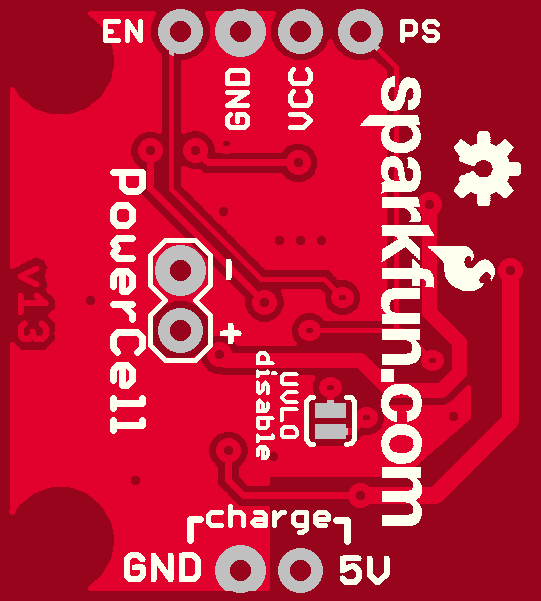 EN
PS
GND
VCC
sparkfun.com
PowerCell
-
+
v13
UVLO
disable
charge
GND
5V